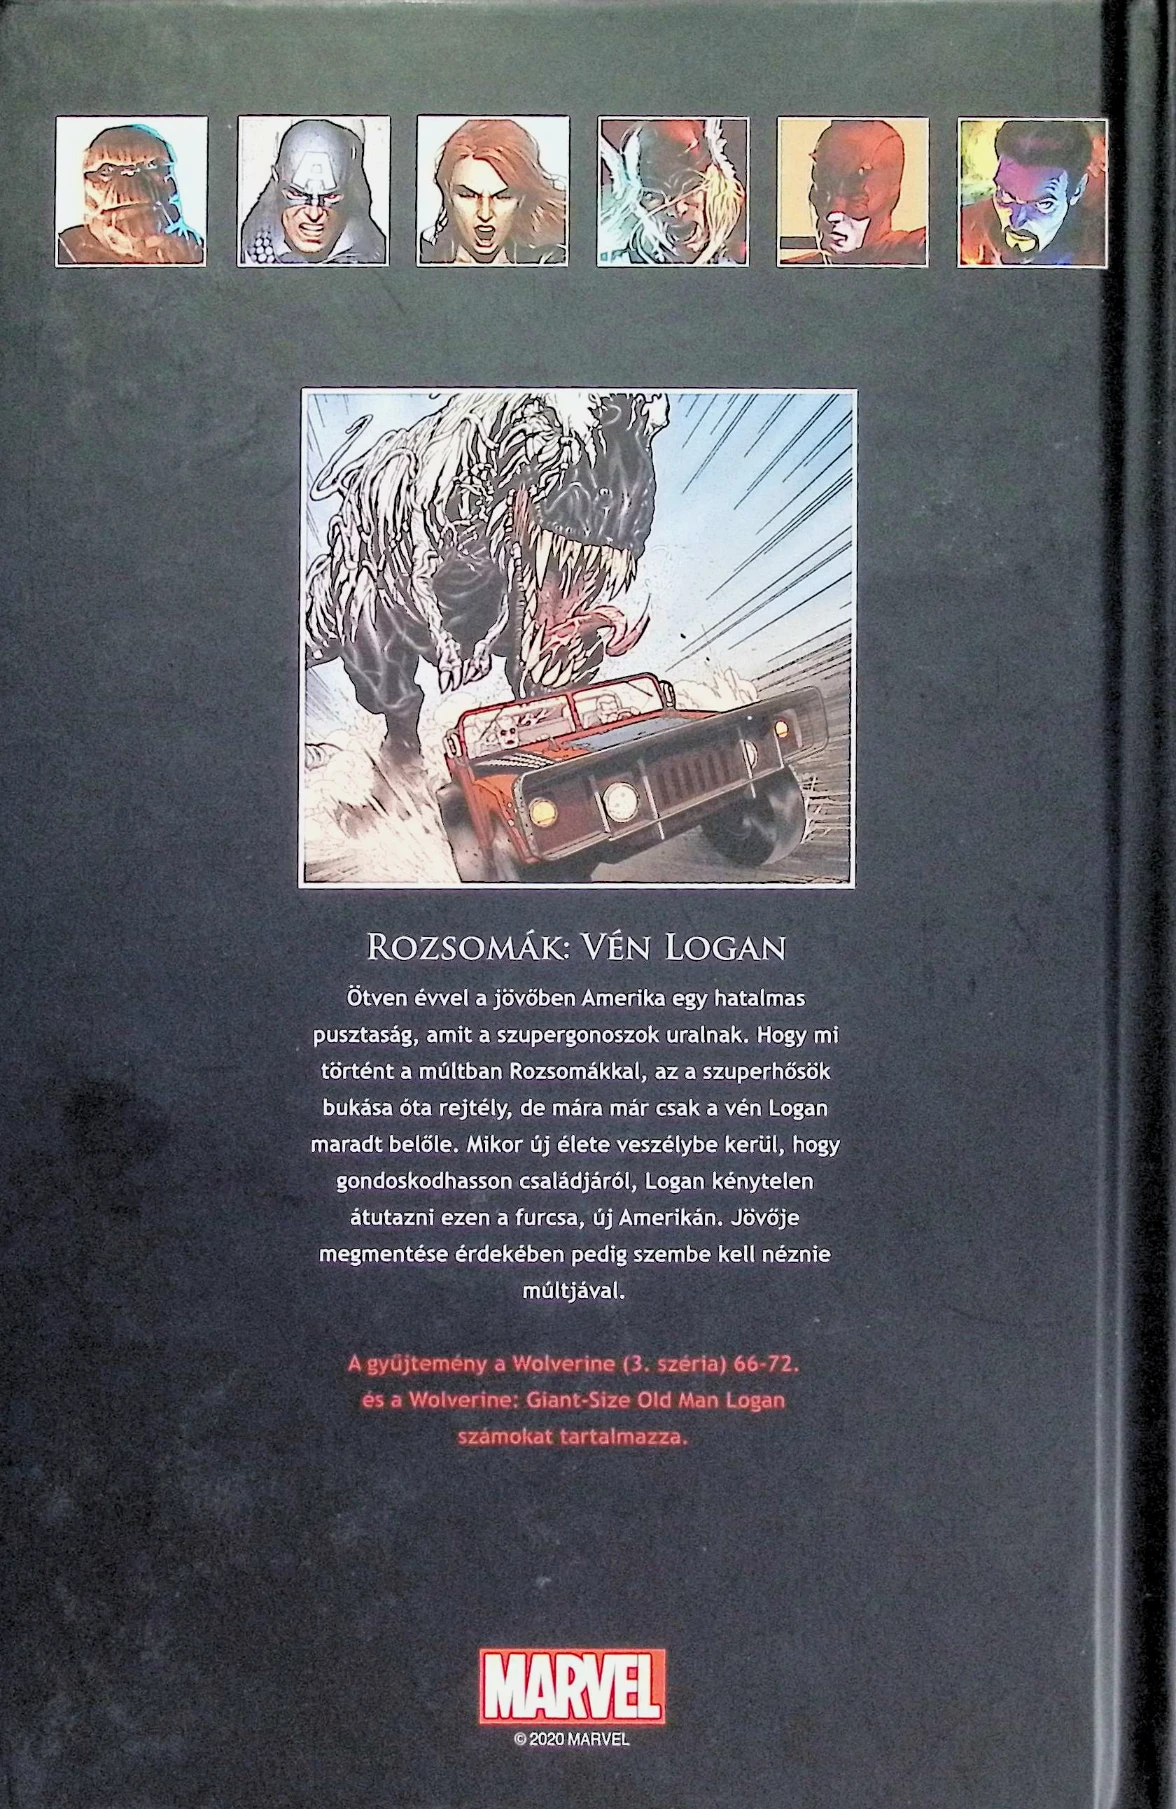 Rozsomák: Vén Logan
Ötven évvel a jövőben Amerika egy hatalmas
pusztaság, amit a szupergonoszok uralnak. Hogy mi
történt a múltban Rozsomákkal, az a szuperhősök
bukása óta rejtély, de mára már csak a vén Logan
maradt belőle. Mikor új élete veszélybe kerül, hogy
gondoskodhasson családjáról, Logan kénytelen
átutazni ezen a furcsa, új Amerikán. Jövője
megmentése érdekében pedig szembe kell néznie
múltjával.
A gyűjtemény a Wolverine (3. széria) 66-72.
és a Wolverine: Giant-Size Old Man Logan
számokat tartalmazza.
MARVEL
© 2020 MARVEL